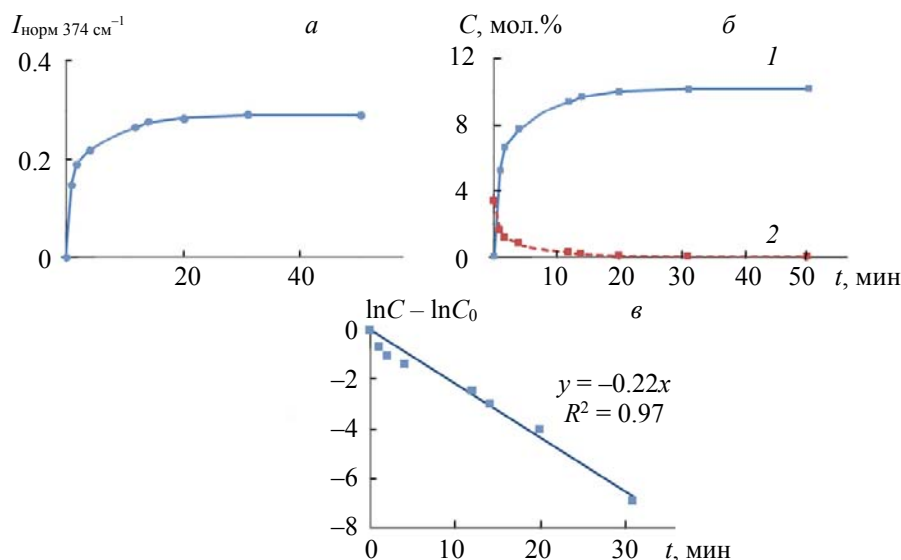 Iнорм 374 см⁻¹ а
0.4
0.2
0
20 40
C, мол.% б
12
8
4
0
1
2
10 20 30 40 50 t, мин
lnC – lnC₀ в
0
–2
–4
–6
–8
y = –0.22x
R² = 0.97
0 10 20 30 t, мин